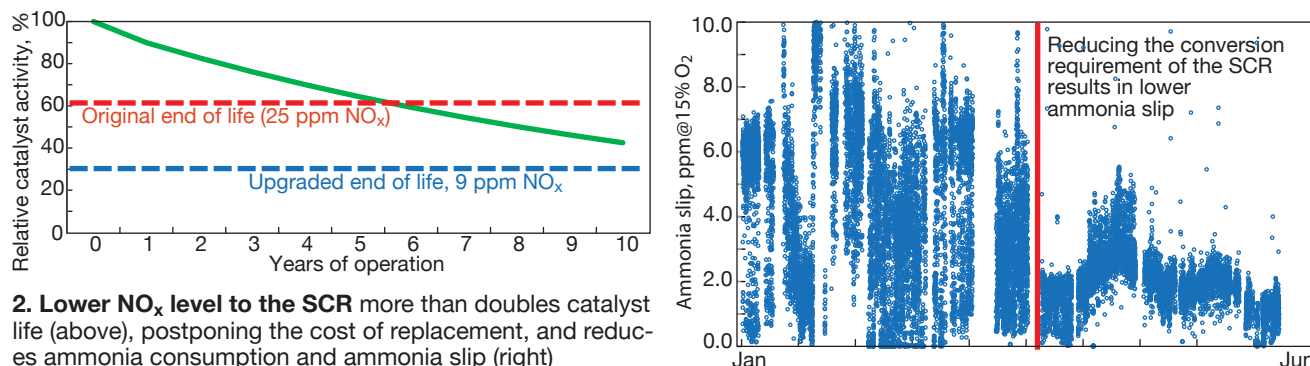 Relative catalyst activity, %
100
80
60
40
20
0
Original end of life (25 ppm NOx)
Upgraded end of life, 9 ppm NOx
0 1 2 3 4 5 6 7 8 9 10
Years of operation
2. Lower NOx level to the SCR more than doubles catalyst
life (above), postponing the cost of replacement, and reduc-
es ammonia consumption and ammonia slip (right)
Ammonia slip, ppm@15% O2
10.0
8.0
6.0
4.0
2.0
0.0
Reducing the conversion
requirement of the SCR
results in lower
ammonia slip
Jan